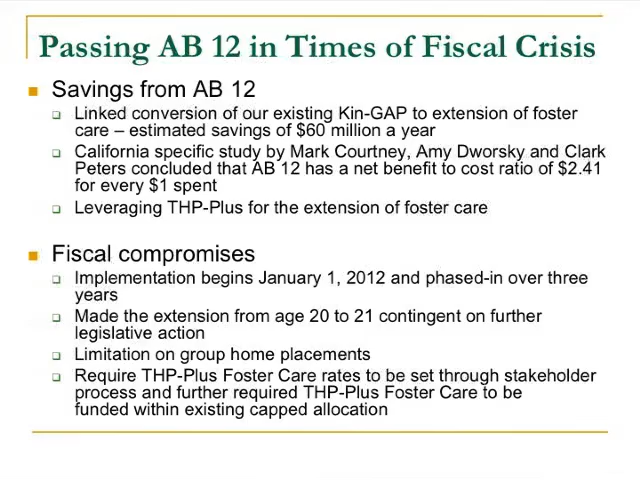 Passing AB 12 in Times of Fiscal Crisis
Savings from AB 12
Linked conversion of our existing Kin-GAP to extension of foster
care – estimated savings of $60 million a year
California specific study by Mark Courtney, Amy Dworsky and Clark
Peters concluded that AB 12 has a net benefit to cost ratio of $2.41
for every $1 spent
Leveraging THP-Plus for the extension of foster care
Fiscal compromises
Implementation begins January 1, 2012 and phased-in over three
years
Made the extension from age 20 to 21 contingent on further
legislative action
Limitation on group home placements
Require THP-Plus Foster Care rates to be set through stakeholder
process and further required THP-Plus Foster Care to be
funded within existing capped allocation